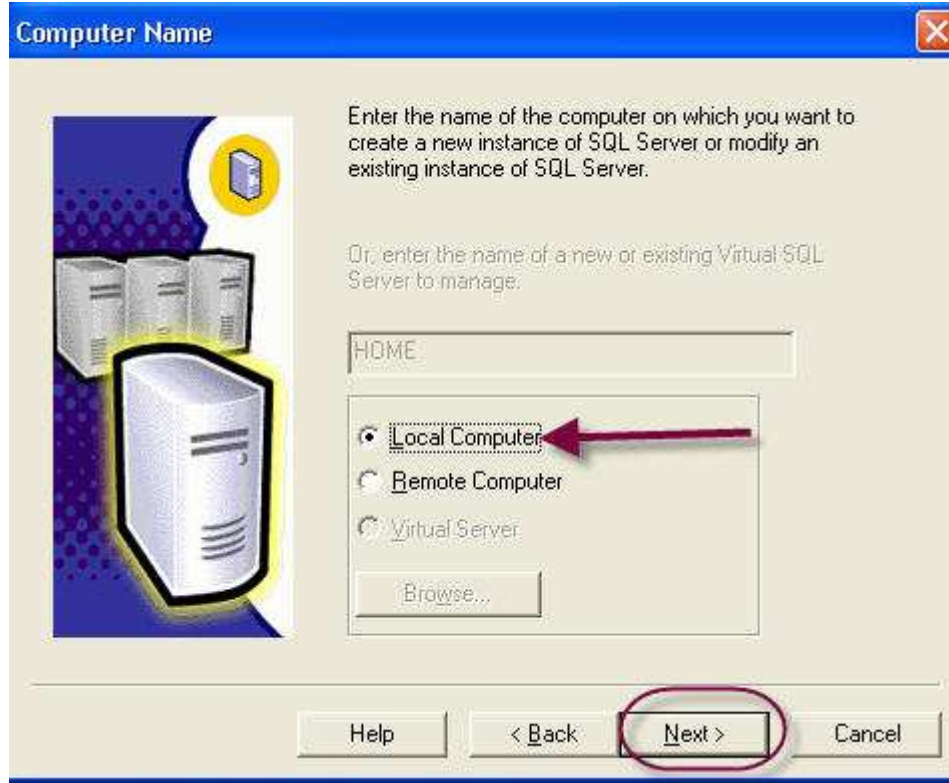 Computer Name
Enter the name of the computer on which you want to
create a new instance of SQL Server or modify an
existing instance of SQL Server.
Or, enter the name of a new or existing Virtual SQL
Server to manage.
HOME
Local Computer
Remote Computer
Virtual Server
Browse...
Help
< Back
Next >
Cancel